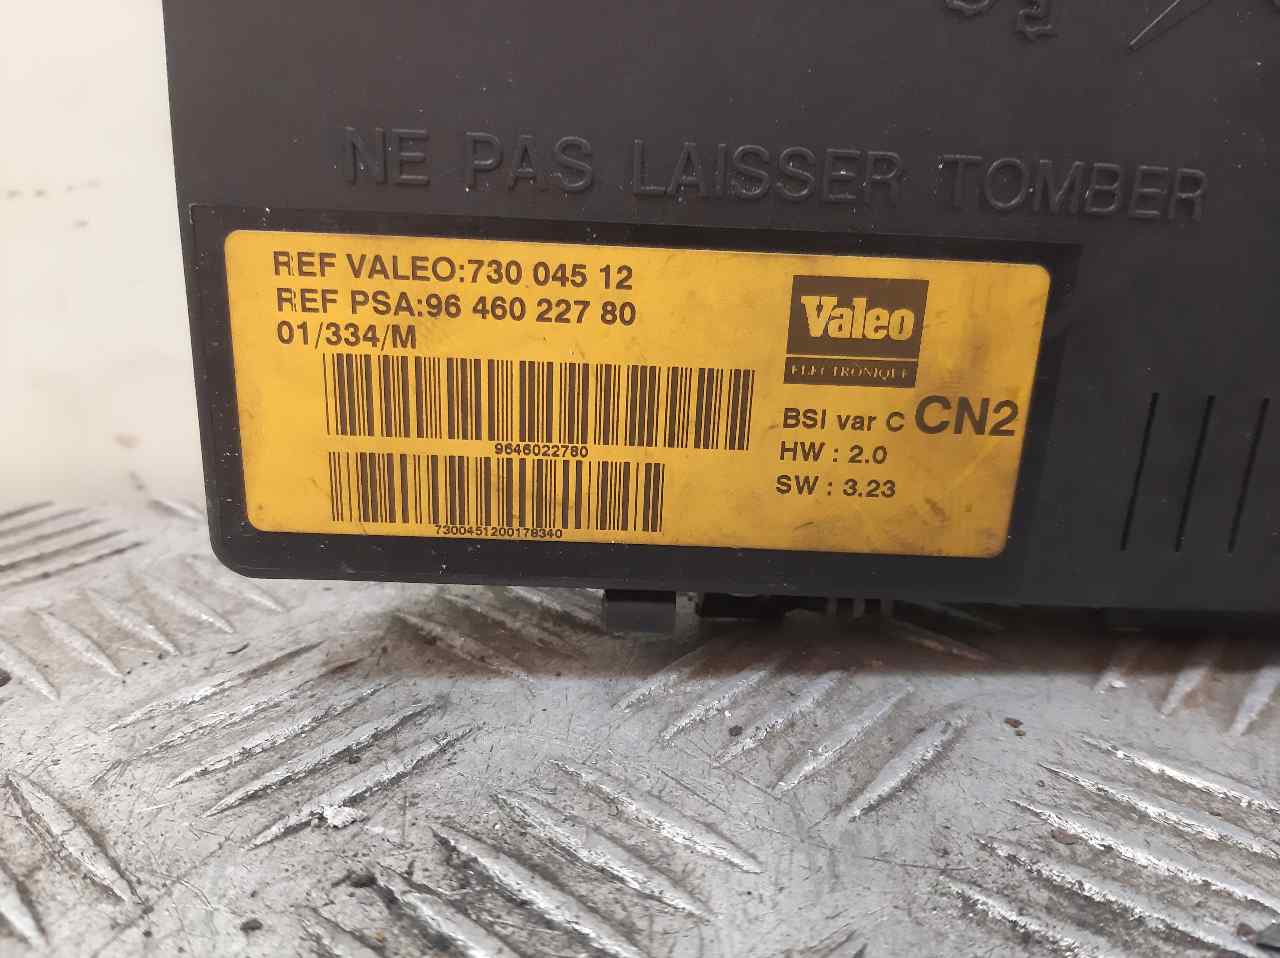 NE PAS LAISSER TOMBER
REF VALEO:730 045 12
REF PSA:96 460 227 80
01/334/M
Valeo
ELECTRONIQUE
9646022780
7300451200178340
BSI var C CN2
HW : 2.0
SW : 3.23